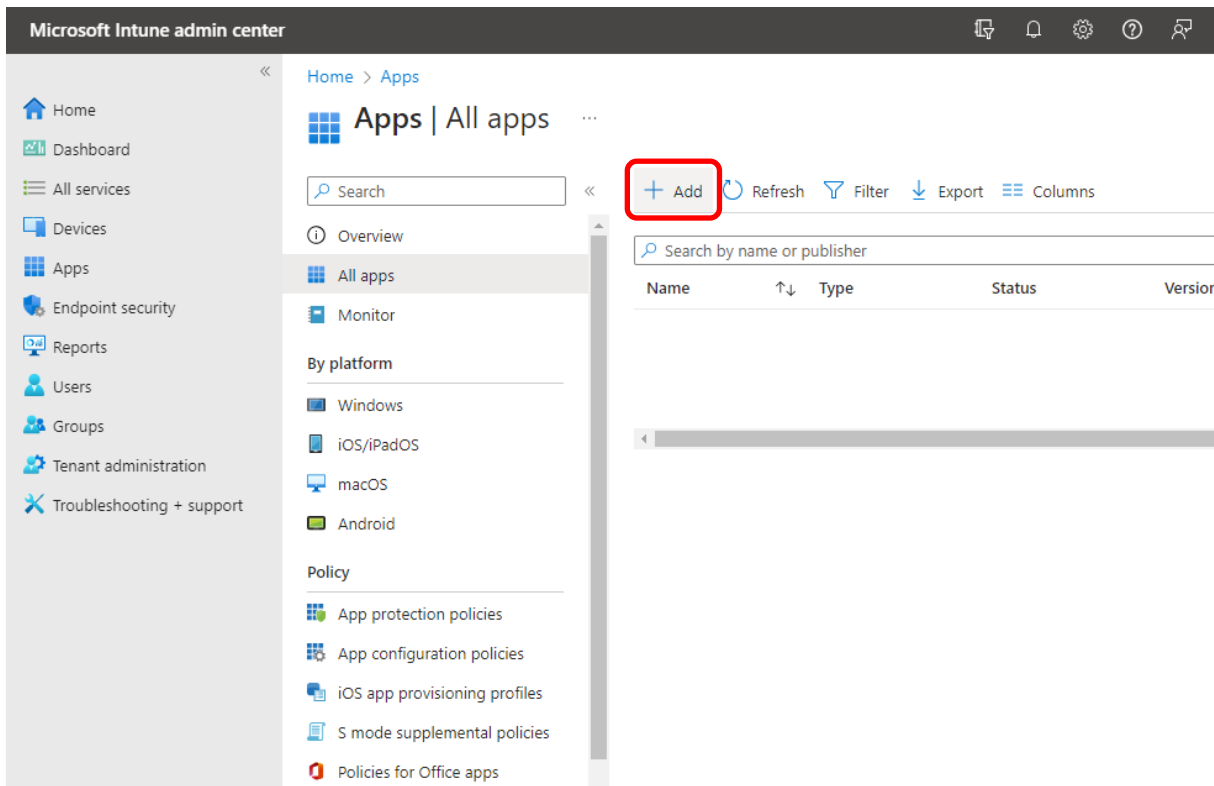 Microsoft Intune admin center
Home
Dashboard
All services
Devices
Apps
Endpoint security
Reports
Users
Groups
Tenant administration
Troubleshooting + support
Home > Apps
Apps | All apps
Search
Overview
All apps
Monitor
By platform
Windows
iOS/iPadOS
macOS
Android
Policy
App protection policies
App configuration policies
iOS app provisioning profiles
S mode supplemental policies
Policies for Office apps
Add Refresh Filter Export Columns
Search by name or publisher
Name Type Status Version